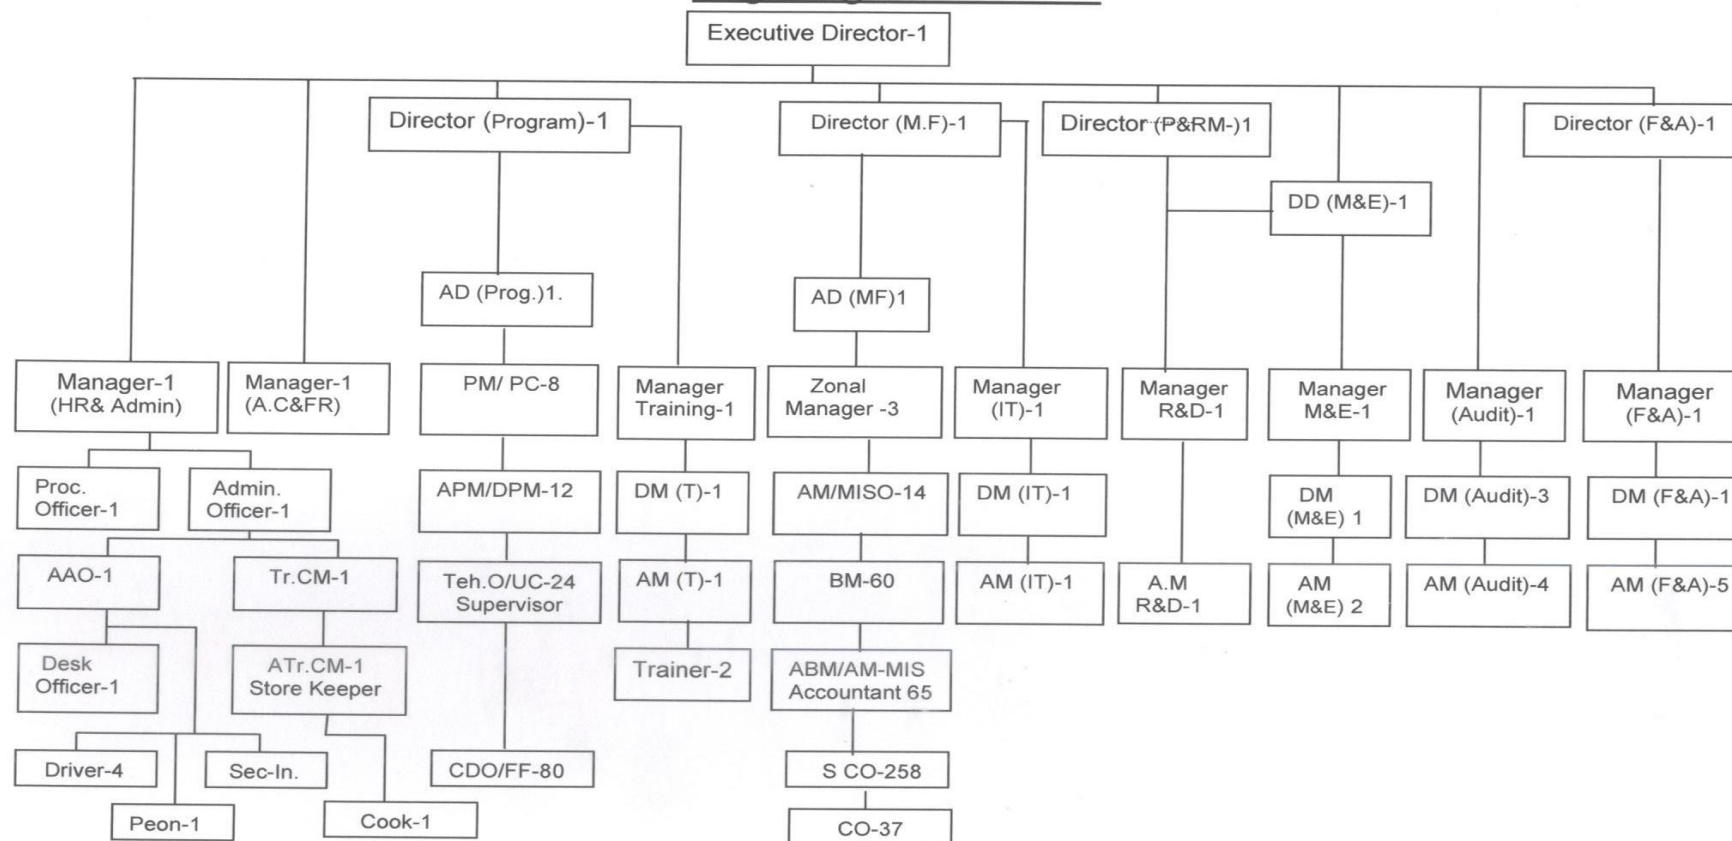 Executive Director-1
Director (Program)-1
Director (M.F)-1
Director (P&RM-)1
Director (F&A)-1
DD (M&E)-1
AD (Prog.)1.
AD (MF)1
Manager-1
(HR& Admin)
Manager-1
(A.C&FR)
PM/ PC-8
Manager
Training-1
Zonal
Manager -3
Manager
(IT)-1
Manager
R&D-1
Manager
M&E-1
Manager
(Audit)-1
Manager
(F&A)-1
Proc.
Officer-1
Admin.
Officer-1
APM/DPM-12
DM (T)-1
AM/MISO-14
DM (IT)-1
DM
(M&E) 1
DM (Audit)-3
DM (F&A)-1
AAO-1
Tr.CM-1
Teh.O/UC-24
Supervisor
AM (T)-1
BM-60
AM (IT)-1
A.M
R&D-1
AM
(M&E) 2
AM (Audit)-4
AM (F&A)-5
Desk
Officer-1
ATr.CM-1
Store Keeper
Trainer-2
ABM/AM-MIS
Accountant 65
Driver-4
Sec-In.
CDO/FF-80
S CO-258
Peon-1
Cook-1
CO-37